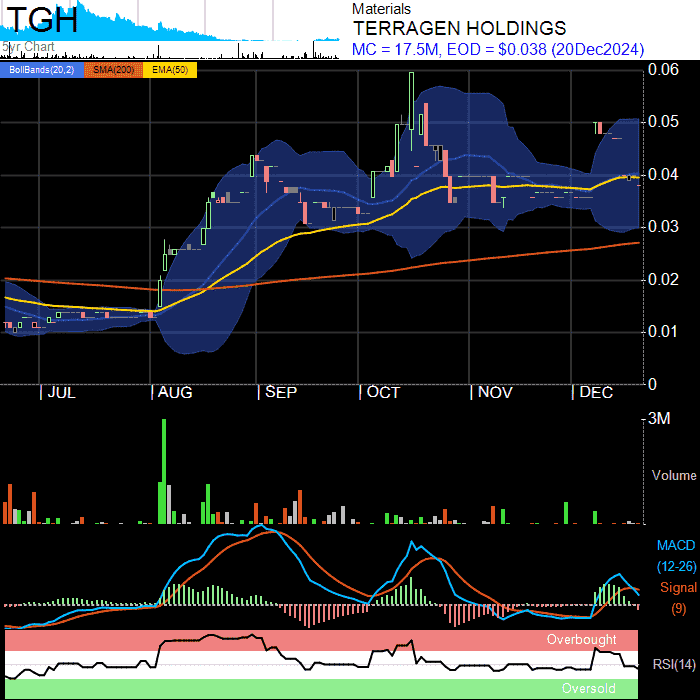 TGH
5yr Chart
Materials
TERRAGEN HOLDINGS
MC = 17.5M, EOD = $0.038 (20Dec2024)
BollBands(20,2) SMA(200) EMA(50)
0.06
0.05
0.04
0.03
0.02
0.01
0
JUL AUG SEP OCT NOV DEC
3M
Volume
MACD
(12-26)
Signal
(9)
Overbought
RSI(14)
Oversold